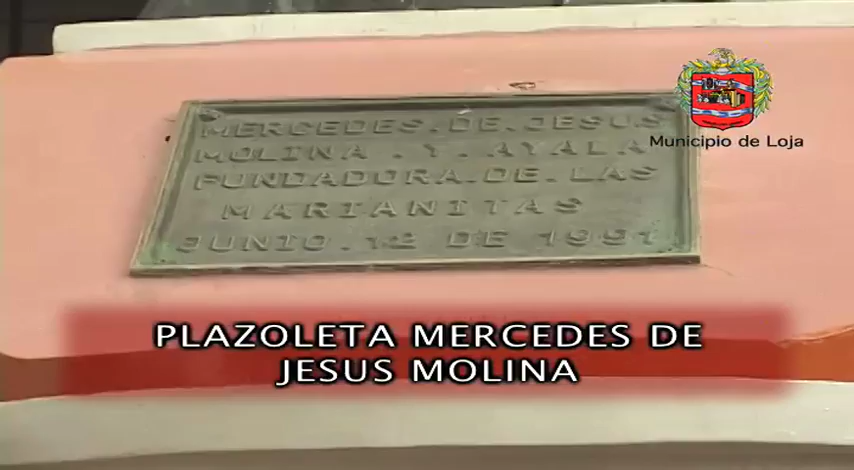 MERCEDES.DE.JESUS
MOLINA.Y.AYALA
FUNDADORA.DE.LAS
MARIANITAS
JUNIO.12 DE 1991
Municipio de Loja
PLAZOLETA MERCEDES DE
JESUS MOLINA